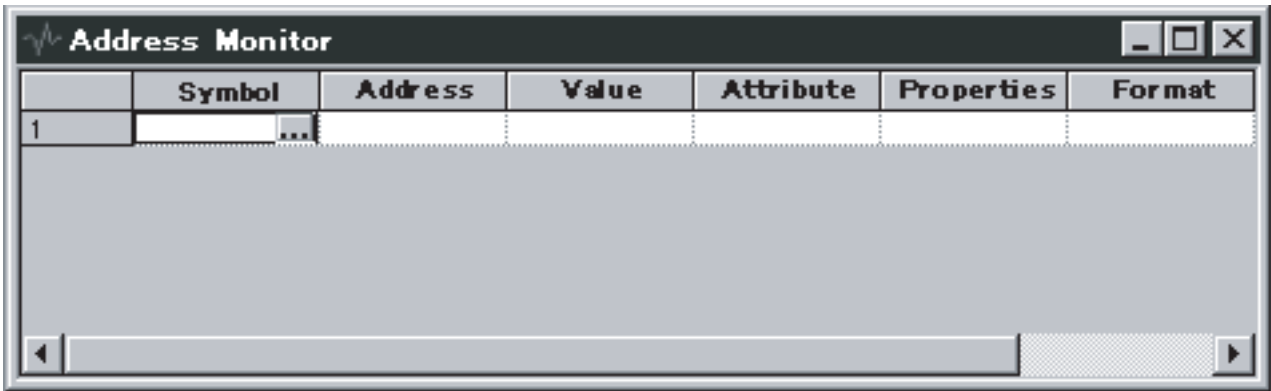 Address Monitor
Symbol Address Value Attribute Properties Format
1 ...